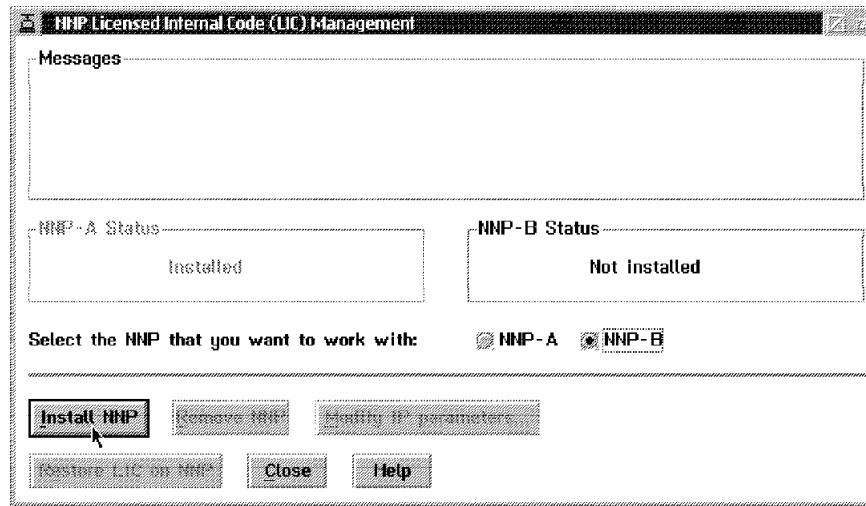 NNP Licensed Internal Code (LIC) Management
Messages
NNP-A Status
NNP-B Status
Installed
Not installed
Select the NNP that you want to work with:
NNP-A
NNP-B
Install NNP
Remove NNP
Modify IP parameters...
Restore LIC on NNP
Close
Help